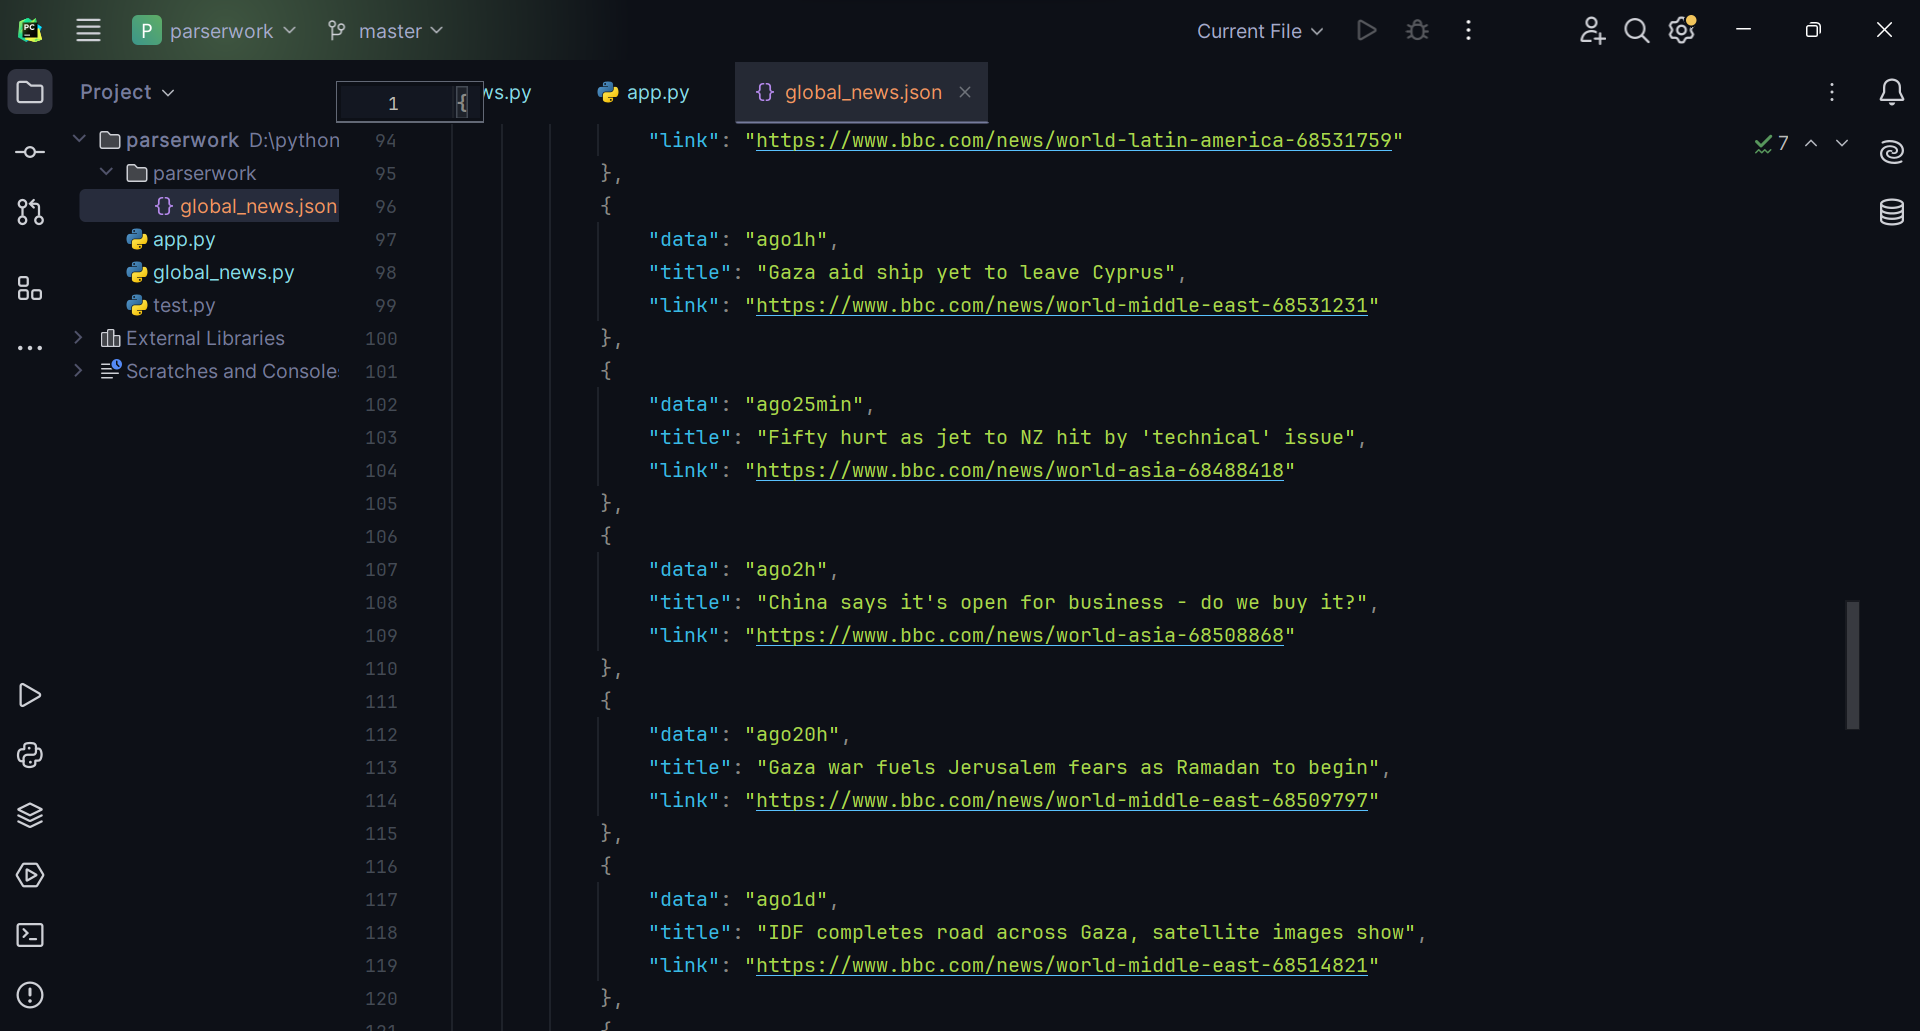 PC
P parserwork
master
Current File
Project
1 {
ws.py
app.py
{} global_news.json
parserwork D:\python
parserwork
{} global_news.json
app.py
global_news.py
test.py
External Libraries
Scratches and Console
7
94 "link": "https://www.bbc.com/news/world-latin-america-68531759"
95 },
96 {
97 "data": "ago1h",
98 "title": "Gaza aid ship yet to leave Cyprus",
99 "link": "https://www.bbc.com/news/world-middle-east-68531231"
100 },
101 {
102 "data": "ago25min",
103 "title": "Fifty hurt as jet to NZ hit by 'technical' issue",
104 "link": "https://www.bbc.com/news/world-asia-68488418"
105 },
106 {
107 "data": "ago2h",
108 "title": "China says it's open for business - do we buy it?",
109 "link": "https://www.bbc.com/news/world-asia-68508868"
110 },
111 {
112 "data": "ago20h",
113 "title": "Gaza war fuels Jerusalem fears as Ramadan to begin",
114 "link": "https://www.bbc.com/news/world-middle-east-68509797"
115 },
116 {
117 "data": "ago1d",
118 "title": "IDF completes road across Gaza, satellite images show",
119 "link": "https://www.bbc.com/news/world-middle-east-68514821"
120 },
121 {